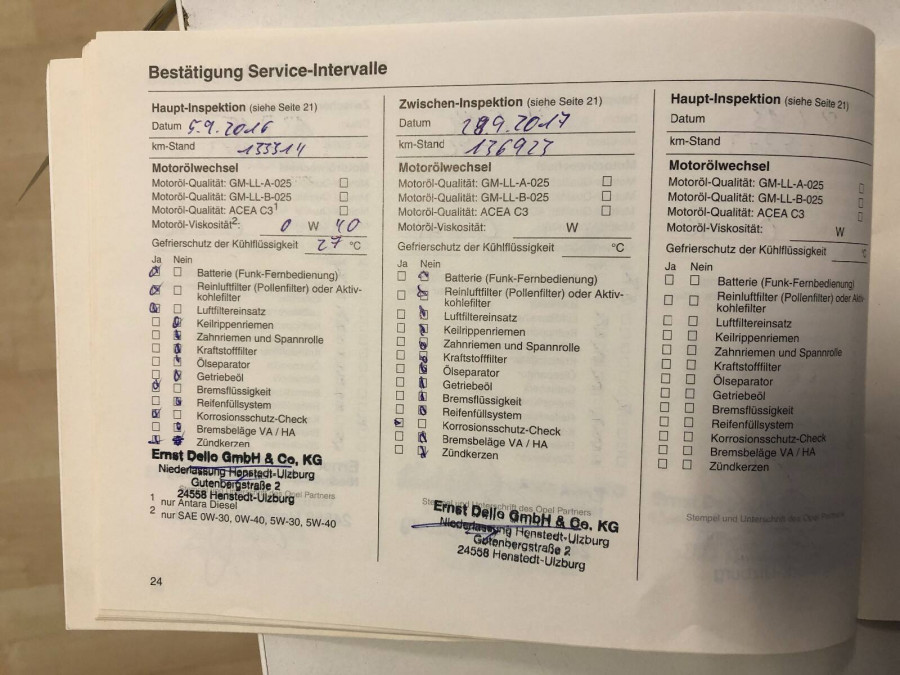 Bestätigung Service-Intervalle
Haupt-Inspektion (siehe Seite 21)
Datum 5.9.2016
km-Stand 133314
Motorölwechsel
Motoröl-Qualität: GM-LL-A-025
Motoröl-Qualität: GM-LL-B-025
Motoröl-Qualität: ACEA C3¹
Motoröl-Viskosität²: 0 W 40
Gefrierschutz der Kühlflüssigkeit 27 °C
Ja Nein
Batterie (Funk-Fernbedienung)
Reinluftfilter (Pollenfilter) oder Aktiv-
kohlefilter
Luftfiltereinsatz
Keilrippenriemen
Zahnriemen und Spannrolle
Kraftstofffilter
Ölseparator
Getriebeöl
Bremsflüssigkeit
Reifenfüllsystem
Korrosionsschutz-Check
Bremsbeläge VA / HA
Zündkerzen
Ernst Dello GmbH & Co. KG
Niederlassung Henstedt-Ulzburg
Gutenbergstraße 2
24558 Henstedt-Ulzburg
des Opel Partners
1 nur Antara Diesel
2 nur SAE 0W-30, 0W-40, 5W-30, 5W-40
24
Zwischen-Inspektion (siehe Seite 21)
Datum 28.9.2017
km-Stand 136923
Motorölwechsel
Motoröl-Qualität: GM-LL-A-025
Motoröl-Qualität: GM-LL-B-025
Motoröl-Qualität: ACEA C3
Motoröl-Viskosität: W
Gefrierschutz der Kühlflüssigkeit °C
Ja Nein
Batterie (Funk-Fernbedienung)
Reinluftfilter (Pollenfilter) oder Aktiv-
kohlefilter
Luftfiltereinsatz
Keilrippenriemen
Zahnriemen und Spannrolle
Kraftstofffilter
Ölseparator
Getriebeöl
Bremsflüssigkeit
Reifenfüllsystem
Korrosionsschutz-Check
Bremsbeläge VA / HA
Zündkerzen
Stempel und Unterschrift des Opel Partners
Ernst Dello GmbH & Co. KG
Niederlassung Henstedt-Ulzburg
Gutenbergstraße 2
24558 Henstedt-Ulzburg
Haupt-Inspektion (siehe Seite 21)
Datum
km-Stand
Motorölwechsel
Motoröl-Qualität: GM-LL-A-025
Motoröl-Qualität: GM-LL-B-025
Motoröl-Qualität: ACEA C3
Motoröl-Viskosität: W
Gefrierschutz der Kühlflüssigkeit °C
Ja Nein
Batterie (Funk-Fernbedienung)
Reinluftfilter (Pollenfilter) oder Aktiv-
kohlefilter
Luftfiltereinsatz
Keilrippenriemen
Zahnriemen und Spannrolle
Kraftstofffilter
Ölseparator
Getriebeöl
Bremsflüssigkeit
Reifenfüllsystem
Korrosionsschutz-Check
Bremsbeläge VA / HA
Zündkerzen
Stempel und Unterschrift des Opel Partners